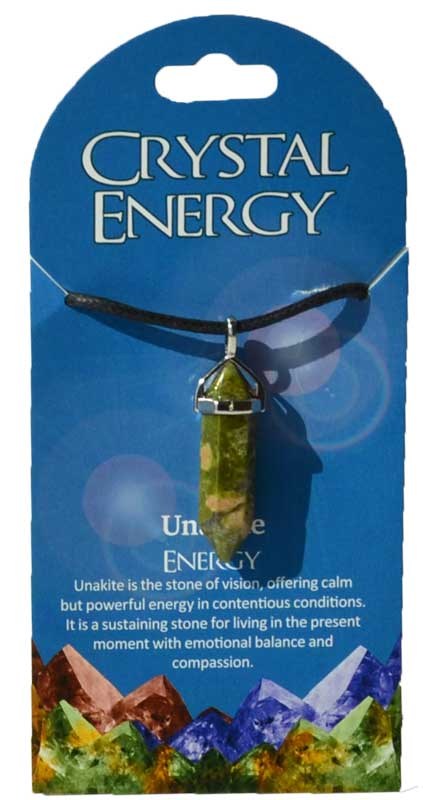 CRYSTAL
ENERGY
Unakite
ENERGY
Unakite is the stone of vision, offering calm
but powerful energy in contentious conditions.
It is a sustaining stone for living in the present
moment with emotional balance and
compassion.